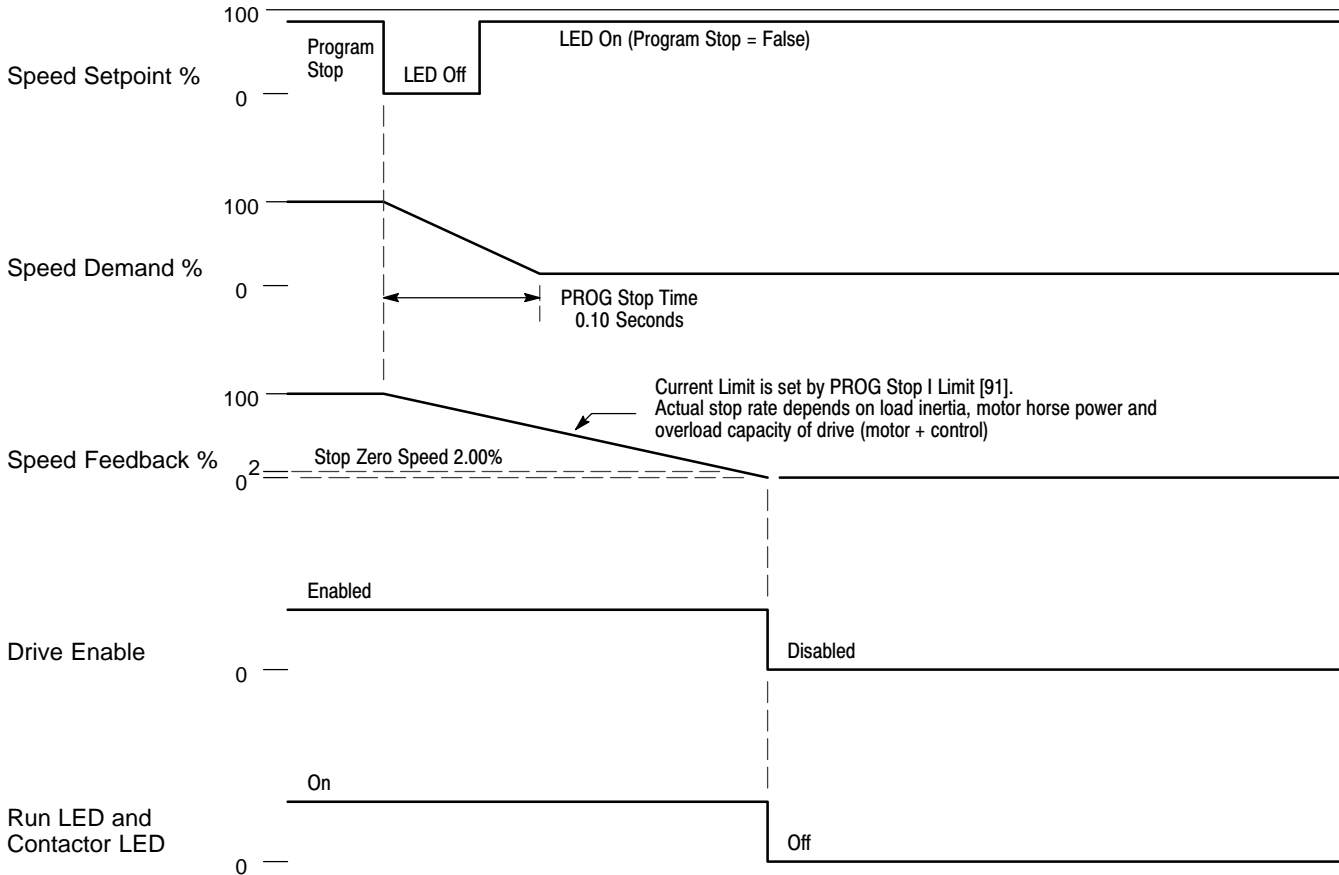 100
Program
Stop
LED Off
LED On (Program Stop = False)
Speed Setpoint %
0
100
Speed Demand %
0
PROG Stop Time
0.10 Seconds
100
Current Limit is set by PROG Stop I Limit [91].
Actual stop rate depends on load inertia, motor horse power and
overload capacity of drive (motor + control)
Speed Feedback %
2
Stop Zero Speed 2.00%
0
Enabled
Drive Enable
0
Disabled
On
Run LED and
Contactor LED
0
Off